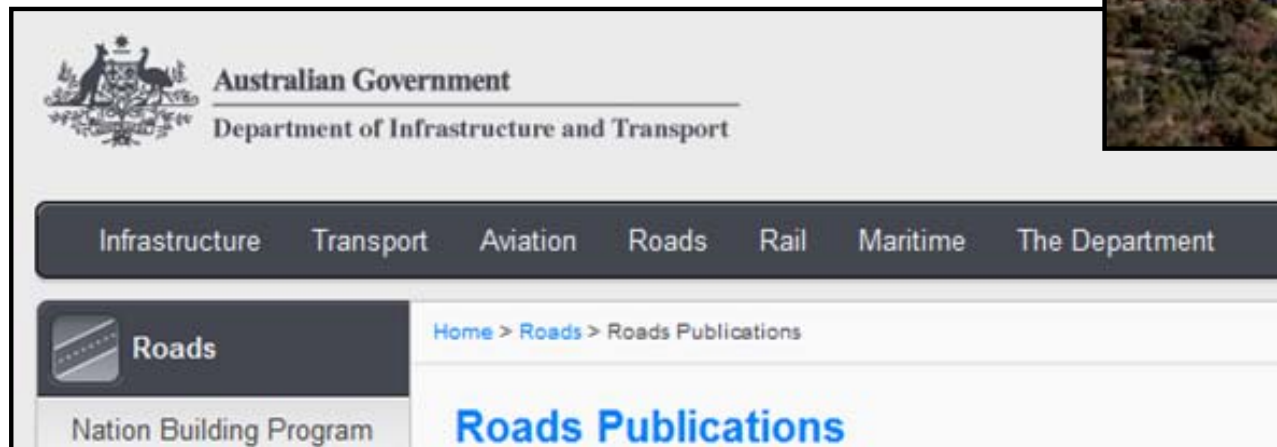 Australian Government
Department of Infrastructure and Transport
Infrastructure Transport Aviation Roads Rail Maritime The Department
Roads
Home > Roads > Roads Publications
Nation Building Program
Roads Publications